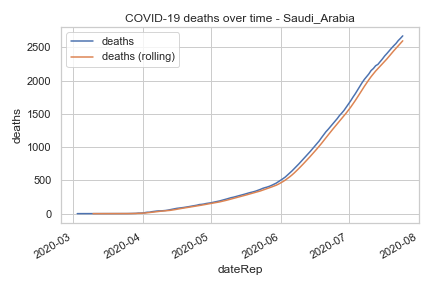 COVID-19 deaths over time - Saudi_Arabia
deaths
deaths (rolling)
2500
2000
1500
1000
500
0
deaths
2020-03
2020-04
2020-05
2020-06
2020-07
2020-08
dateRep